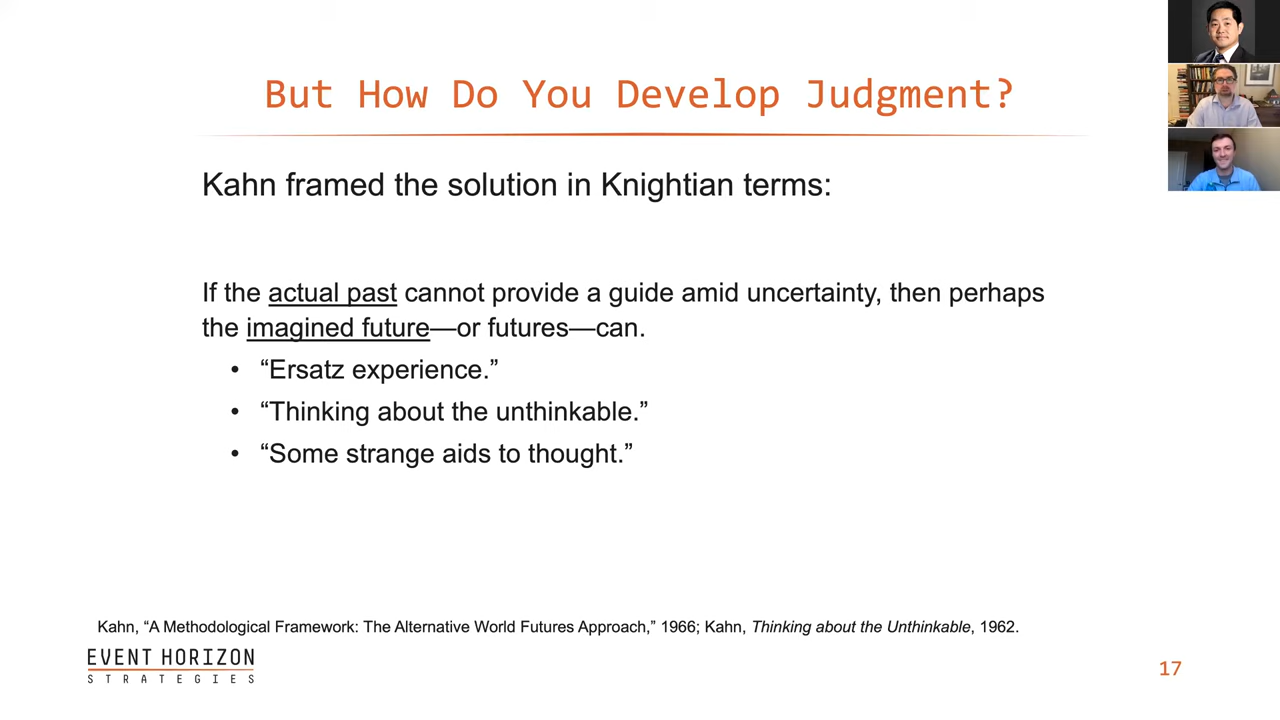 But How Do You Develop Judgment?
Kahn framed the solution in Knightian terms:
If the actual past cannot provide a guide amid uncertainty, then perhaps
the imagined future—or futures—can.
• “Ersatz experience.”
• “Thinking about the unthinkable.”
• “Some strange aids to thought.”
Kahn, “A Methodological Framework: The Alternative World Futures Approach,” 1966; Kahn, Thinking about the Unthinkable, 1962.
EVENT HORIZON
STRATEGIES
17